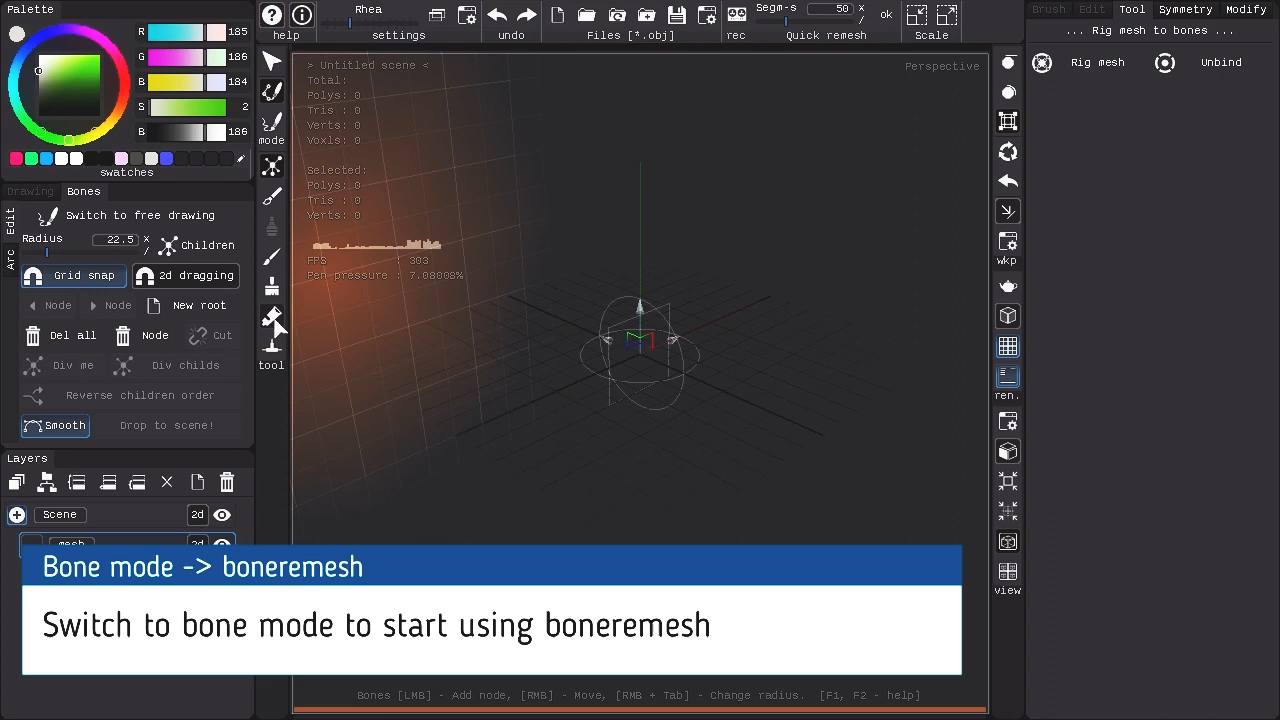 Palette
R 185
G 186
B 184
S 2
B 186
swatches
Drawing Bones
Edit
Arc
Switch to free drawing
Radius 22.5 x /
Children
Grid snap 2d dragging
Node Node New root
Del all Node Cut
Div me Div childs
Reverse children order
Smooth Drop to scene!
Layers
Scene 2d
mesh 2d
help
Rhea
settings
undo
Files [*.obj]
rec
Segm-s 50 x /
ok
Quick remesh
Scale
mode
tool
> Untitled scene <
Total:
Polys: 0
Tris : 0
Verts: 0
Voxls: 0
Selected:
Polys: 0
Tris : 0
Verts: 0
FPS : 303
Pen pressure : 7.08008%
Perspective
wkp
ren.
view
Brush Edit Tool Symmetry Modify
... Rig mesh to bones ...
Rig mesh Unbind
Bone mode -> boneremesh
Switch to bone mode to start using boneremesh
Bones [LMB] - Add node, [RMB] - Move, [RMB + Tab] - Change radius. [F1, F2 - help]